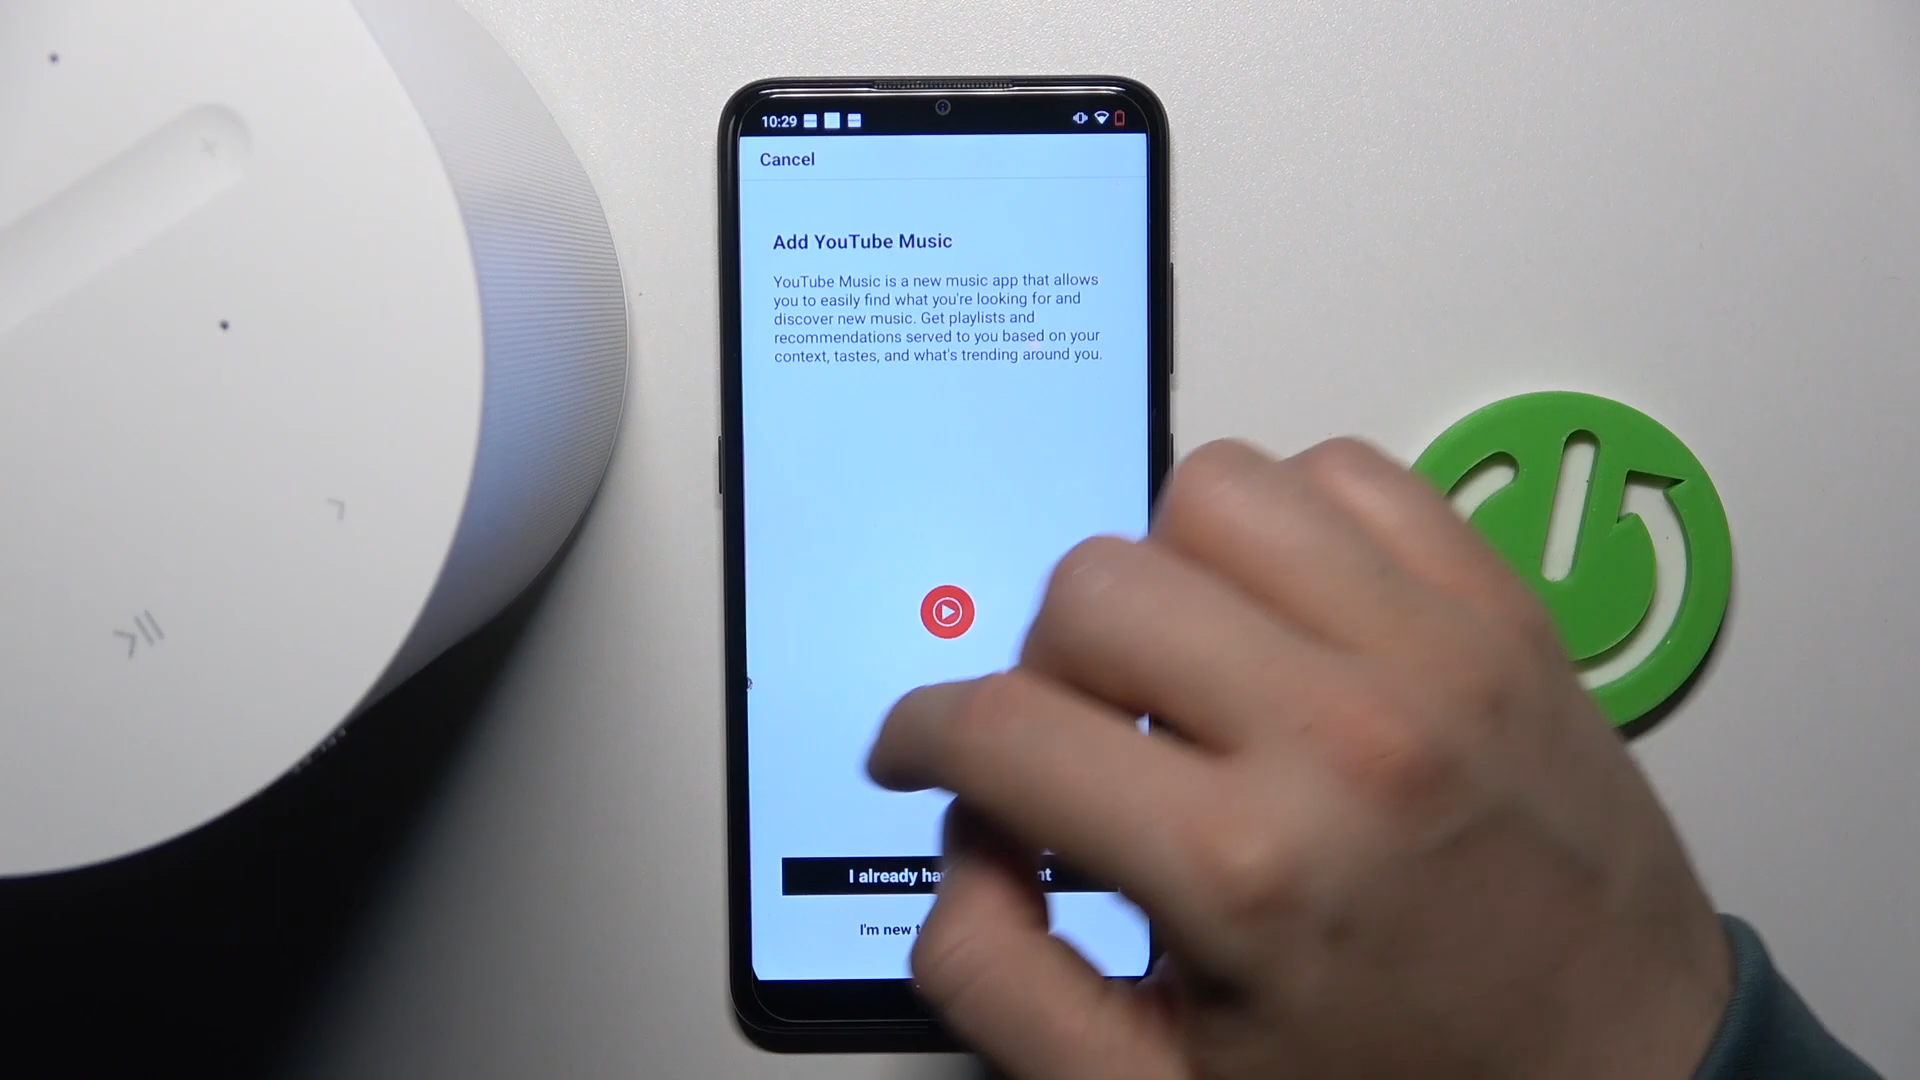 10:29
Cancel
Add YouTube Music
YouTube Music is a new music app that allows
you to easily find what you're looking for and
discover new music. Get playlists and
recommendations served to you based on your
context, tastes, and what's trending around you.
I already
I'm new